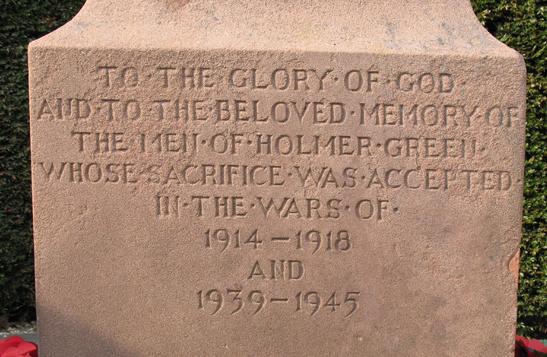 TO·THE·GLORY·OF·GOD·
AND·TO·THE·BELOVED·MEMORY·OF
THE·MEN·OF·HOLMER·GREEN·
WHOSE·SACRIFICE·WAS·ACCEPTED
IN·THE·WARS·OF·
1914–1918
AND
1939–1945